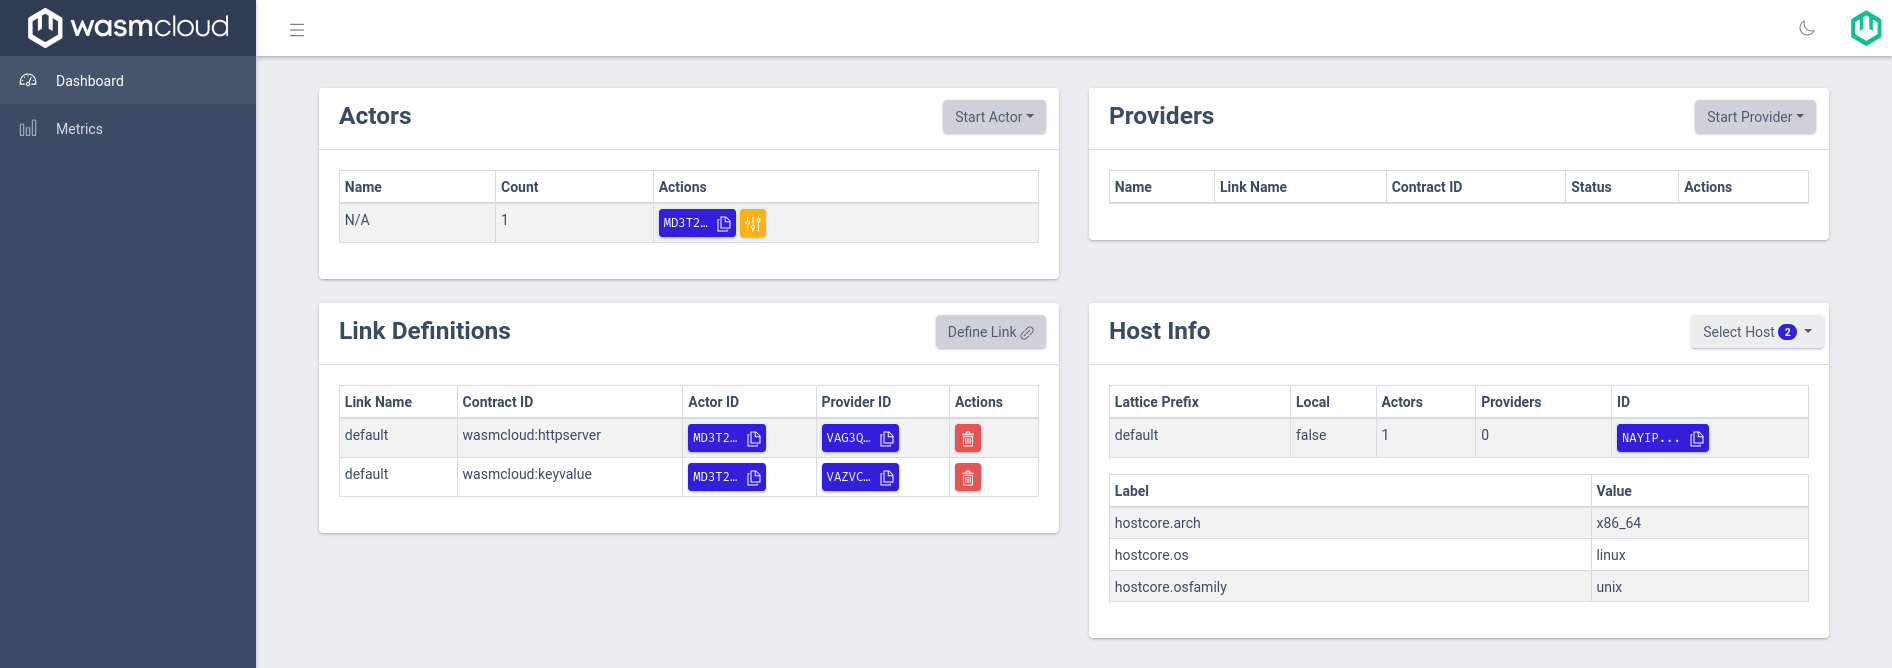 wasmcloud
Dashboard
Metrics
Actors
Start Actor
Name Count Actions
N/A 1 MD3T2…
Providers
Start Provider
Name Link Name Contract ID Status Actions
Link Definitions
Define Link
Link Name Contract ID Actor ID Provider ID Actions
default wasmcloud:httpserver MD3T2… VAG3Q…
default wasmcloud:keyvalue MD3T2… VAZVC…
Host Info
Select Host 2
Lattice Prefix Local Actors Providers ID
default false 1 0 NAYIP...
Label Value
hostcore.arch x86_64
hostcore.os linux
hostcore.osfamily unix